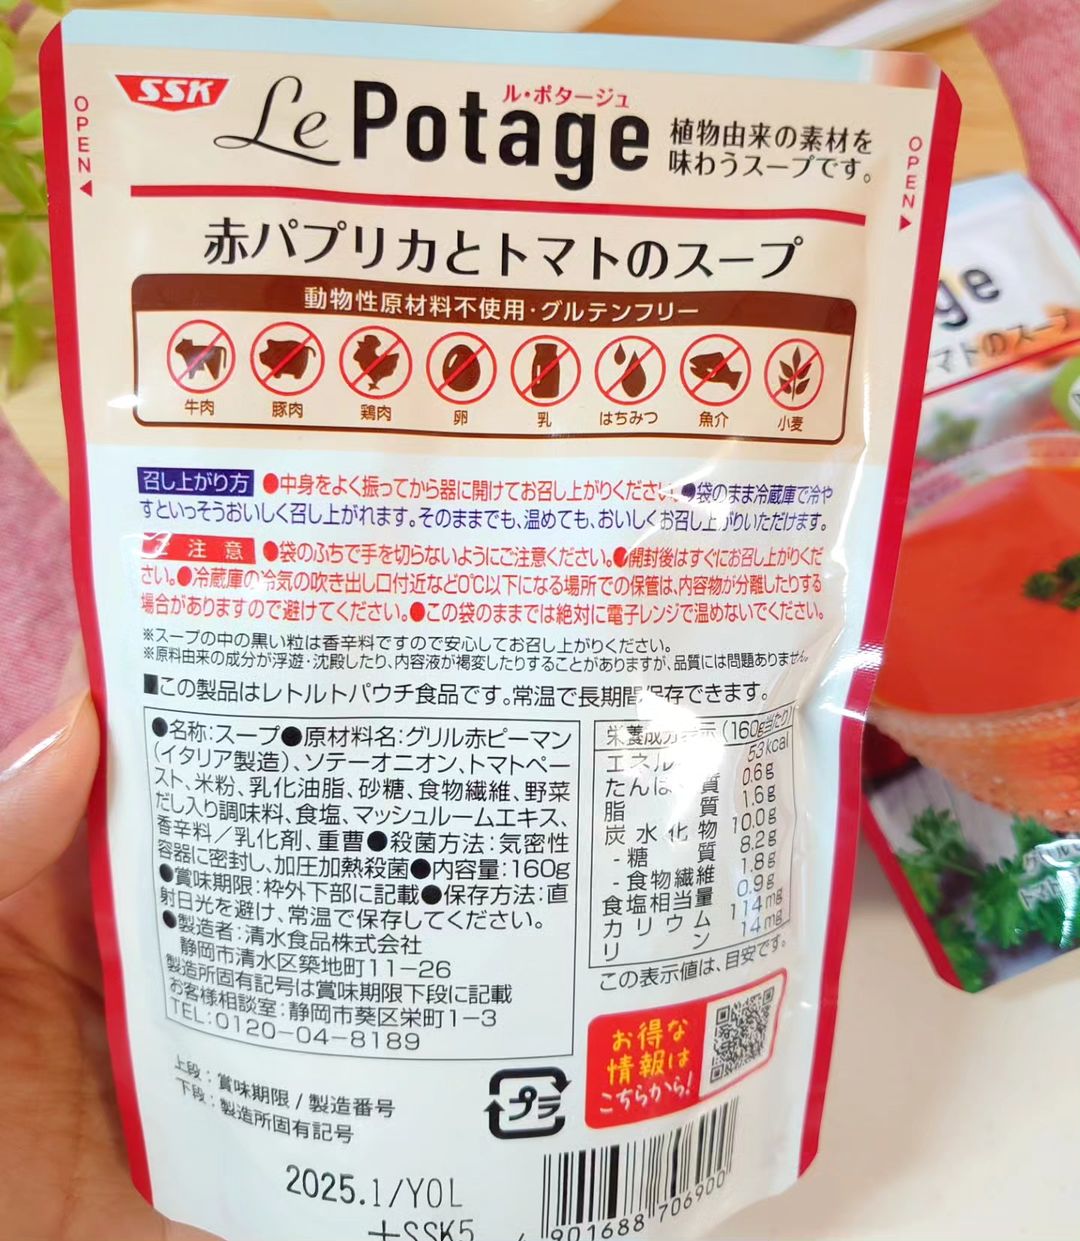 OPEN
SSK
Le Potage
ル・ポタージュ
植物由来の素材を
味わうスープです。
OPEN
赤パプリカとトマトのスープ
動物性原材料不使用・グルテンフリー
牛肉 豚肉 鶏肉 卵 乳 はちみつ 魚介 小麦
召し上がり方 ●中身をよく振ってから器に開けてお召し上がりください。●袋のまま冷蔵庫で冷や
すといっそうおいしく召し上がれます。そのままでも、温めても、おいしくお召し上がりいただけます。
ご注意 ●袋のふちで手を切らないようにご注意ください。●開封後はすぐにお召し上がりくだ
さい。●冷蔵庫の冷気の吹き出し口付近など0℃以下になる場所での保管は、内容物が分離したりする
場合がありますので避けてください。●この袋のままでは絶対に電子レンジで温めないでください。
※スープの中の黒い粒は香辛料ですので安心してお召し上がりください。
※原料由来の成分が浮遊・沈殿したり、内容液が褐変したりすることがありますが、品質には問題ありません。
■この製品はレトルトパウチ食品です。常温で長期間保存できます。
●名称:スープ●原材料名:グリル赤ピーマン
(イタリア製造)、ソテーオニオン、トマトペー
スト、米粉、乳化油脂、砂糖、食物繊維、野菜
だし入り調味料、食塩、マッシュルームエキス、
香辛料/乳化剤、重曹●殺菌方法:気密性
容器に密封し、加圧加熱殺菌●内容量:160g
●賞味期限:枠外下部に記載●保存方法:直
射日光を避け、常温で保存してください。
●製造者:清水食品株式会社
静岡市清水区築地町11-26
製造所固有記号は賞味期限下段に記載
お客様相談室:静岡市葵区栄町1-3
TEL:0120-04-8189
栄養成分表示(160g当たり)
エネルギー 53kcal
たんぱく質 0.6g
脂質 1.6g
炭水化物 10.0g
-糖質 8.2g
-食物繊維 1.8g
食塩相当量 0.9g
カリウム 114mg
リン 14mg
この表示値は、目安です。
お得な
情報は
こちらから!
上段:賞味期限/製造番号
下段:製造所固有記号
プラ
2025.1/YOL
+SSK5
4 901688 706900
ge
マトのスープ